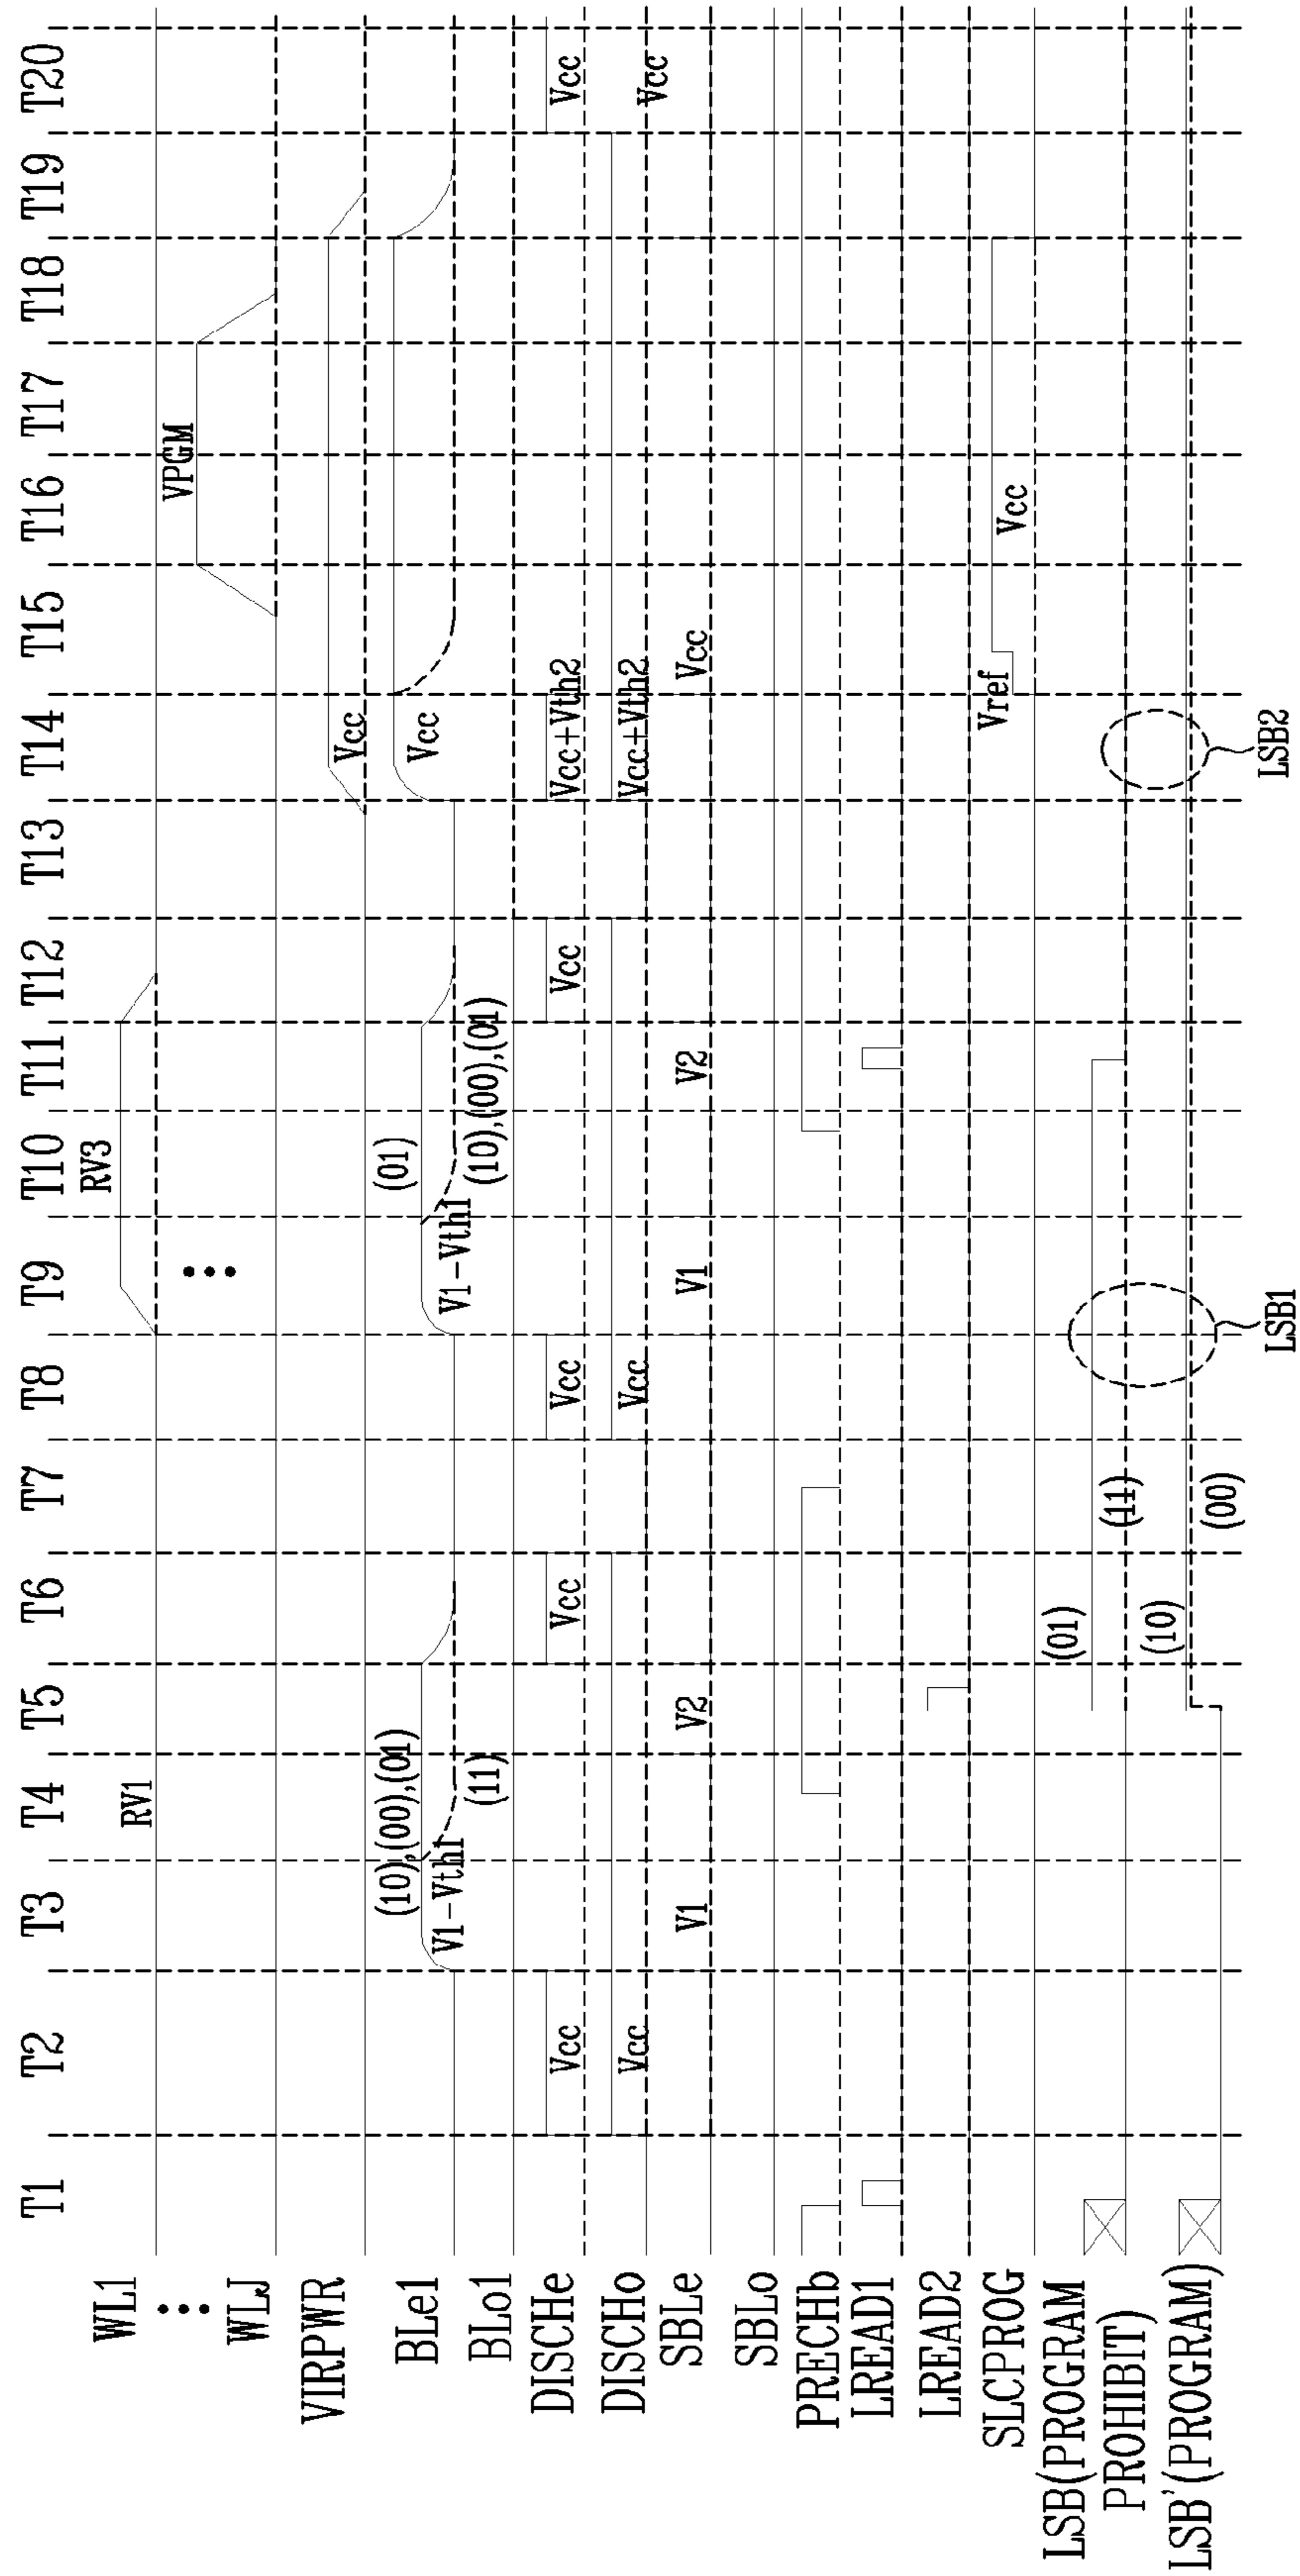 T1 T2 T3 T4 T5 T6 T7 T8 T9 T10 T11 T12 T13 T14 T15 T16 T17 T18 T19 T20
WL1 RV1 RV3
WLJ VPGM
VIRPWR Vcc
BLe1 (10),(00),(01) V1-Vth1 (11) (01) V1-Vth1 (10),(00),(01) Vcc
BLo1
DISCHe Vcc Vcc Vcc Vcc Vcc+Vth2 Vcc
DISCHo Vcc Vcc Vcc+Vth2 Vcc
SBLe V1 V2 V1 V2 Vcc
SBLo
PRECHb
LREAD1
LREAD2
SLCPROG Vref Vcc
LSB(PROGRAM
PROHIBIT) (01) (11)
LSB'(PROGRAM) (10) (00)
LSB1 LSB2